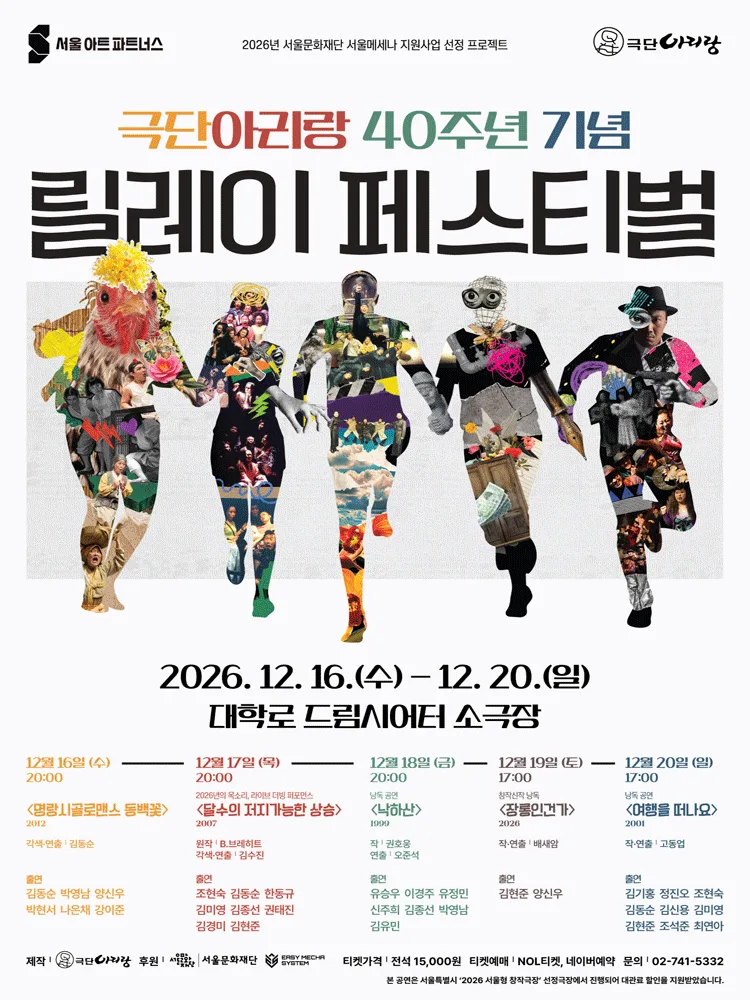 서울 아트 파트너스
2026년 서울문화재단 서울메세나 지원사업 선정 프로젝트
극단 아리랑
극단아리랑 40주년 기념
릴레이 페스티벌
2026. 12. 16.(수) – 12. 20.(일)
대학로 드림시어터 소극장
12월 16일 (수)
20:00
<명랑시골로맨스 동백꽃>
2012
각색·연출 | 김동순
출연
김동순 박영남 양신우
박현서 나은채 강이준
12월 17일 (목)
20:00
2026년의 목소리, 라이브 더빙 퍼포먼스
<달수의 저지가능한 상승>
2007
원작 | B.브레히트
각색·연출 | 김수진
출연
조현숙 김동순 한동규
김미영 김종선 권태진
김경미 김현준
12월 18일 (금)
20:00
낭독 공연
<낙하산>
1999
작 | 권호웅
연출 | 오준석
출연
유승우 이경주 유정민
신주희 김종선 박영남
김유민
12월 19일 (토)
17:00
창작신작 낭독
<장롱인건가>
2026
작·연출 | 배새암
출연
김현준 양신우
12월 20일 (일)
17:00
낭독 공연
<여행을 떠나요>
2001
작·연출 | 고동업
출연
김기홍 정진오 조현숙
김동순 김신용 김미영
김현준 조석준 최연아
제작 | 극단 아리랑 후원 | 서울문화재단 EASY MECHA SYSTEM 티켓가격 | 전석 15,000원 티켓예매 | NOL티켓, 네이버예약 문의 | 02-741-5332
본 공연은 서울특별시 '2026 서울형 창작극장' 선정극장에서 진행되어 대관료 할인을 지원받았습니다.